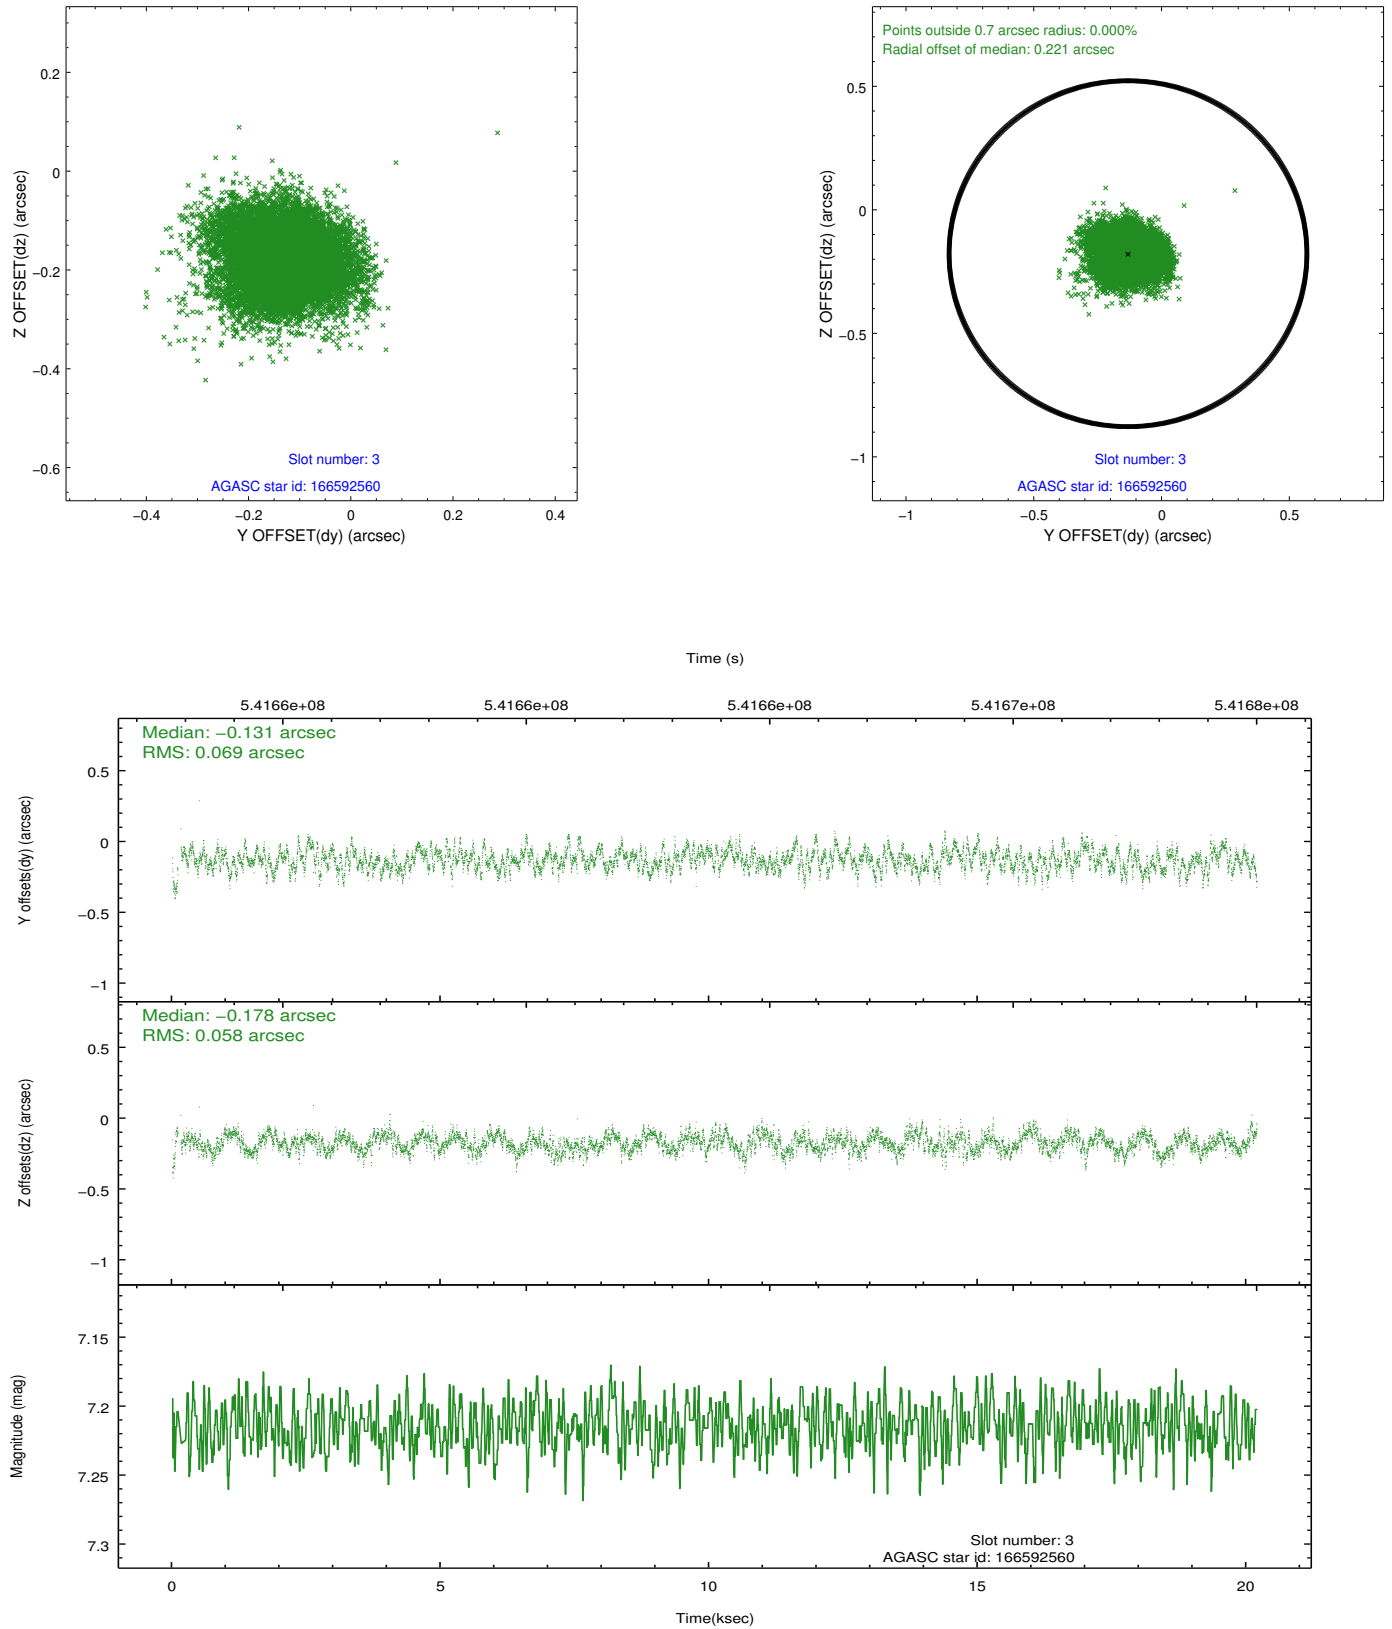 0.2
0
−0.2
−0.4
−0.6
Z OFFSET(dz) (arcsec)
Slot number: 3
AGASC star id: 166592560
−0.4
−0.2
0
0.2
0.4
Y OFFSET(dy) (arcsec)
Points outside 0.7 arcsec radius: 0.000%
Radial offset of median: 0.221 arcsec
0.5
0
−0.5
−1
Z OFFSET(dz) (arcsec)
Slot number: 3
AGASC star id: 166592560
−1
−0.5
0
0.5
Y OFFSET(dy) (arcsec)
Time (s)
5.4166e+08
5.4166e+08
5.4166e+08
5.4167e+08
5.4168e+08
Median: −0.131 arcsec
RMS: 0.069 arcsec
0.5
0
−0.5
−1
Y offsets(dy) (arcsec)
Median: −0.178 arcsec
RMS: 0.058 arcsec
0.5
0
−0.5
−1
Z offsets(dz) (arcsec)
7.15
7.2
7.25
7.3
Magnitude (mag)
Slot number: 3
AGASC star id: 166592560
0
5
10
15
20
Time(ksec)